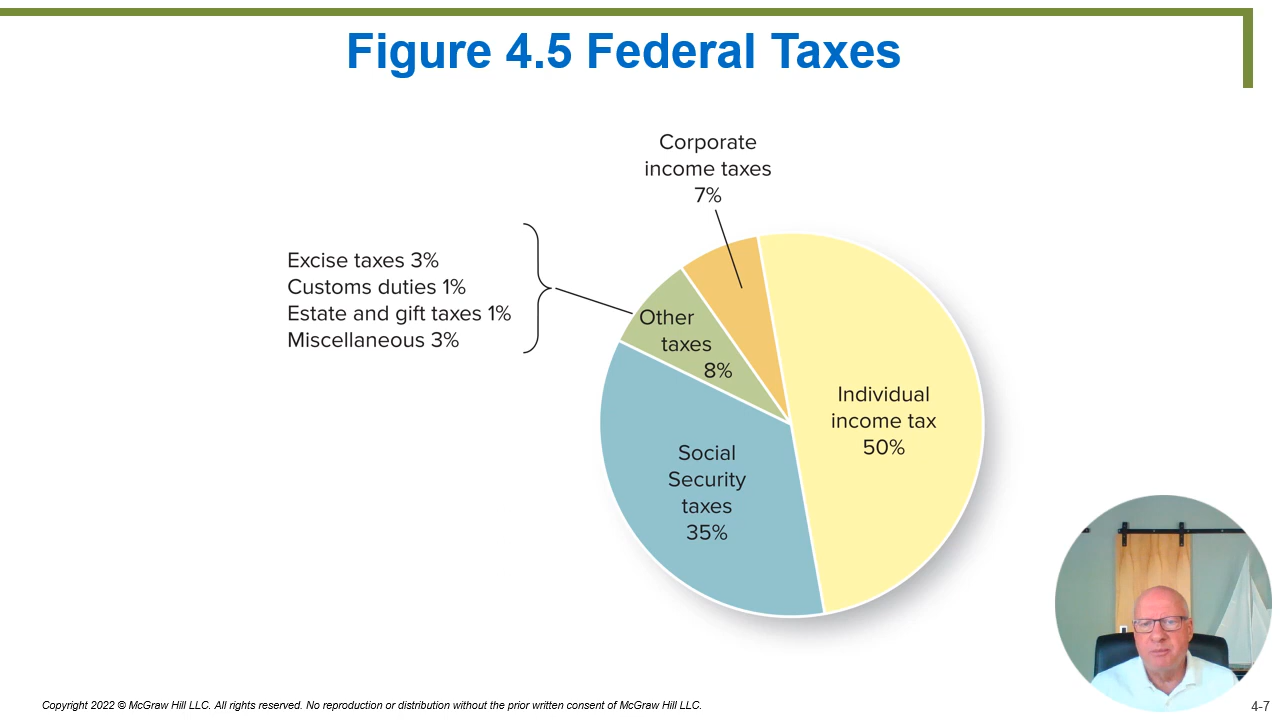 Figure 4.5 Federal Taxes
Corporate
income taxes
7%
Excise taxes 3%
Customs duties 1%
Estate and gift taxes 1%
Miscellaneous 3%
Other
taxes
8%
Individual
income tax
50%
Social
Security
taxes
35%
Copyright 2022 © McGraw Hill LLC. All rights reserved. No reproduction or distribution without the prior written consent of McGraw Hill LLC.
4-7